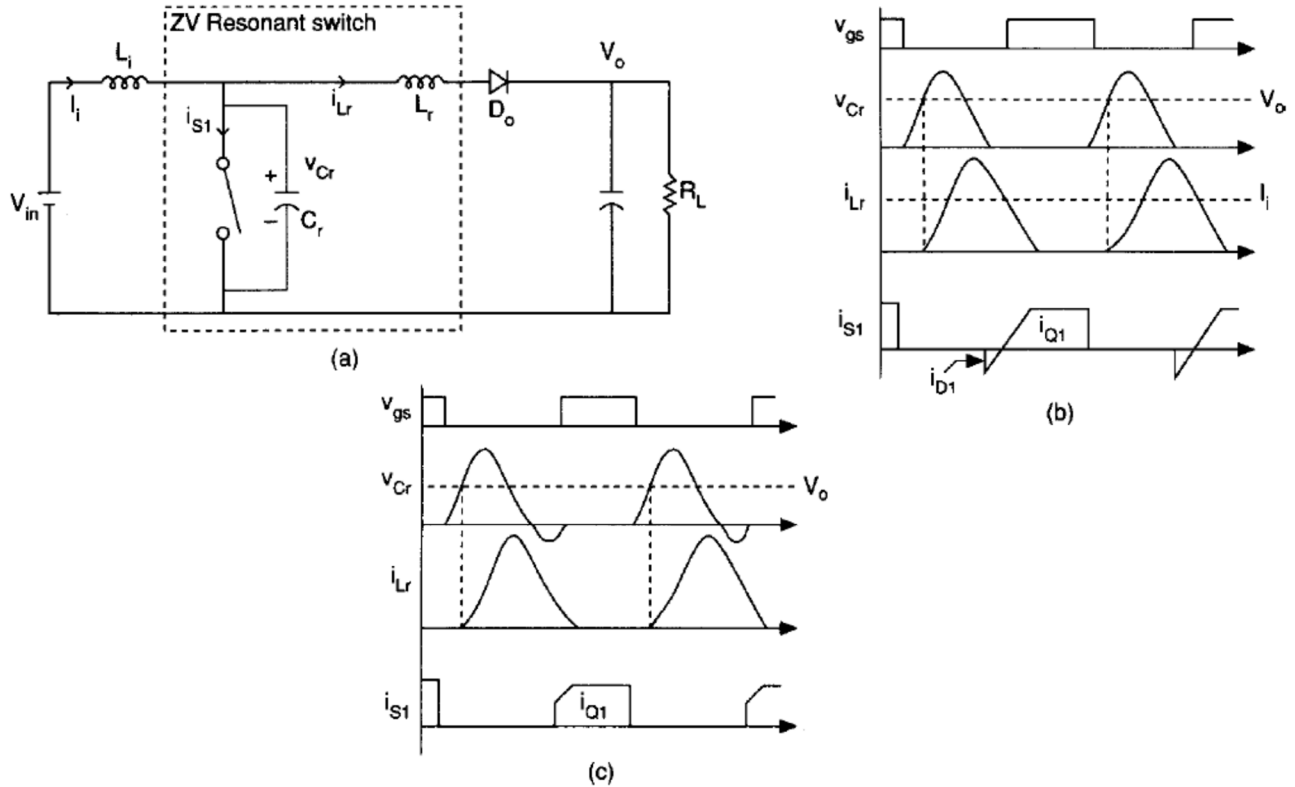 ZV Resonant switch
L_i
I_i
i_S1
i_Lr
L_r
D_o
V_o
V_in
+
v_Cr
−
C_r
R_L
(a)
v_gs
v_Cr
V_o
i_Lr
I_i
i_S1
i_Q1
i_D1
(b)
v_gs
v_Cr
V_o
i_Lr
i_S1
i_Q1
(c)